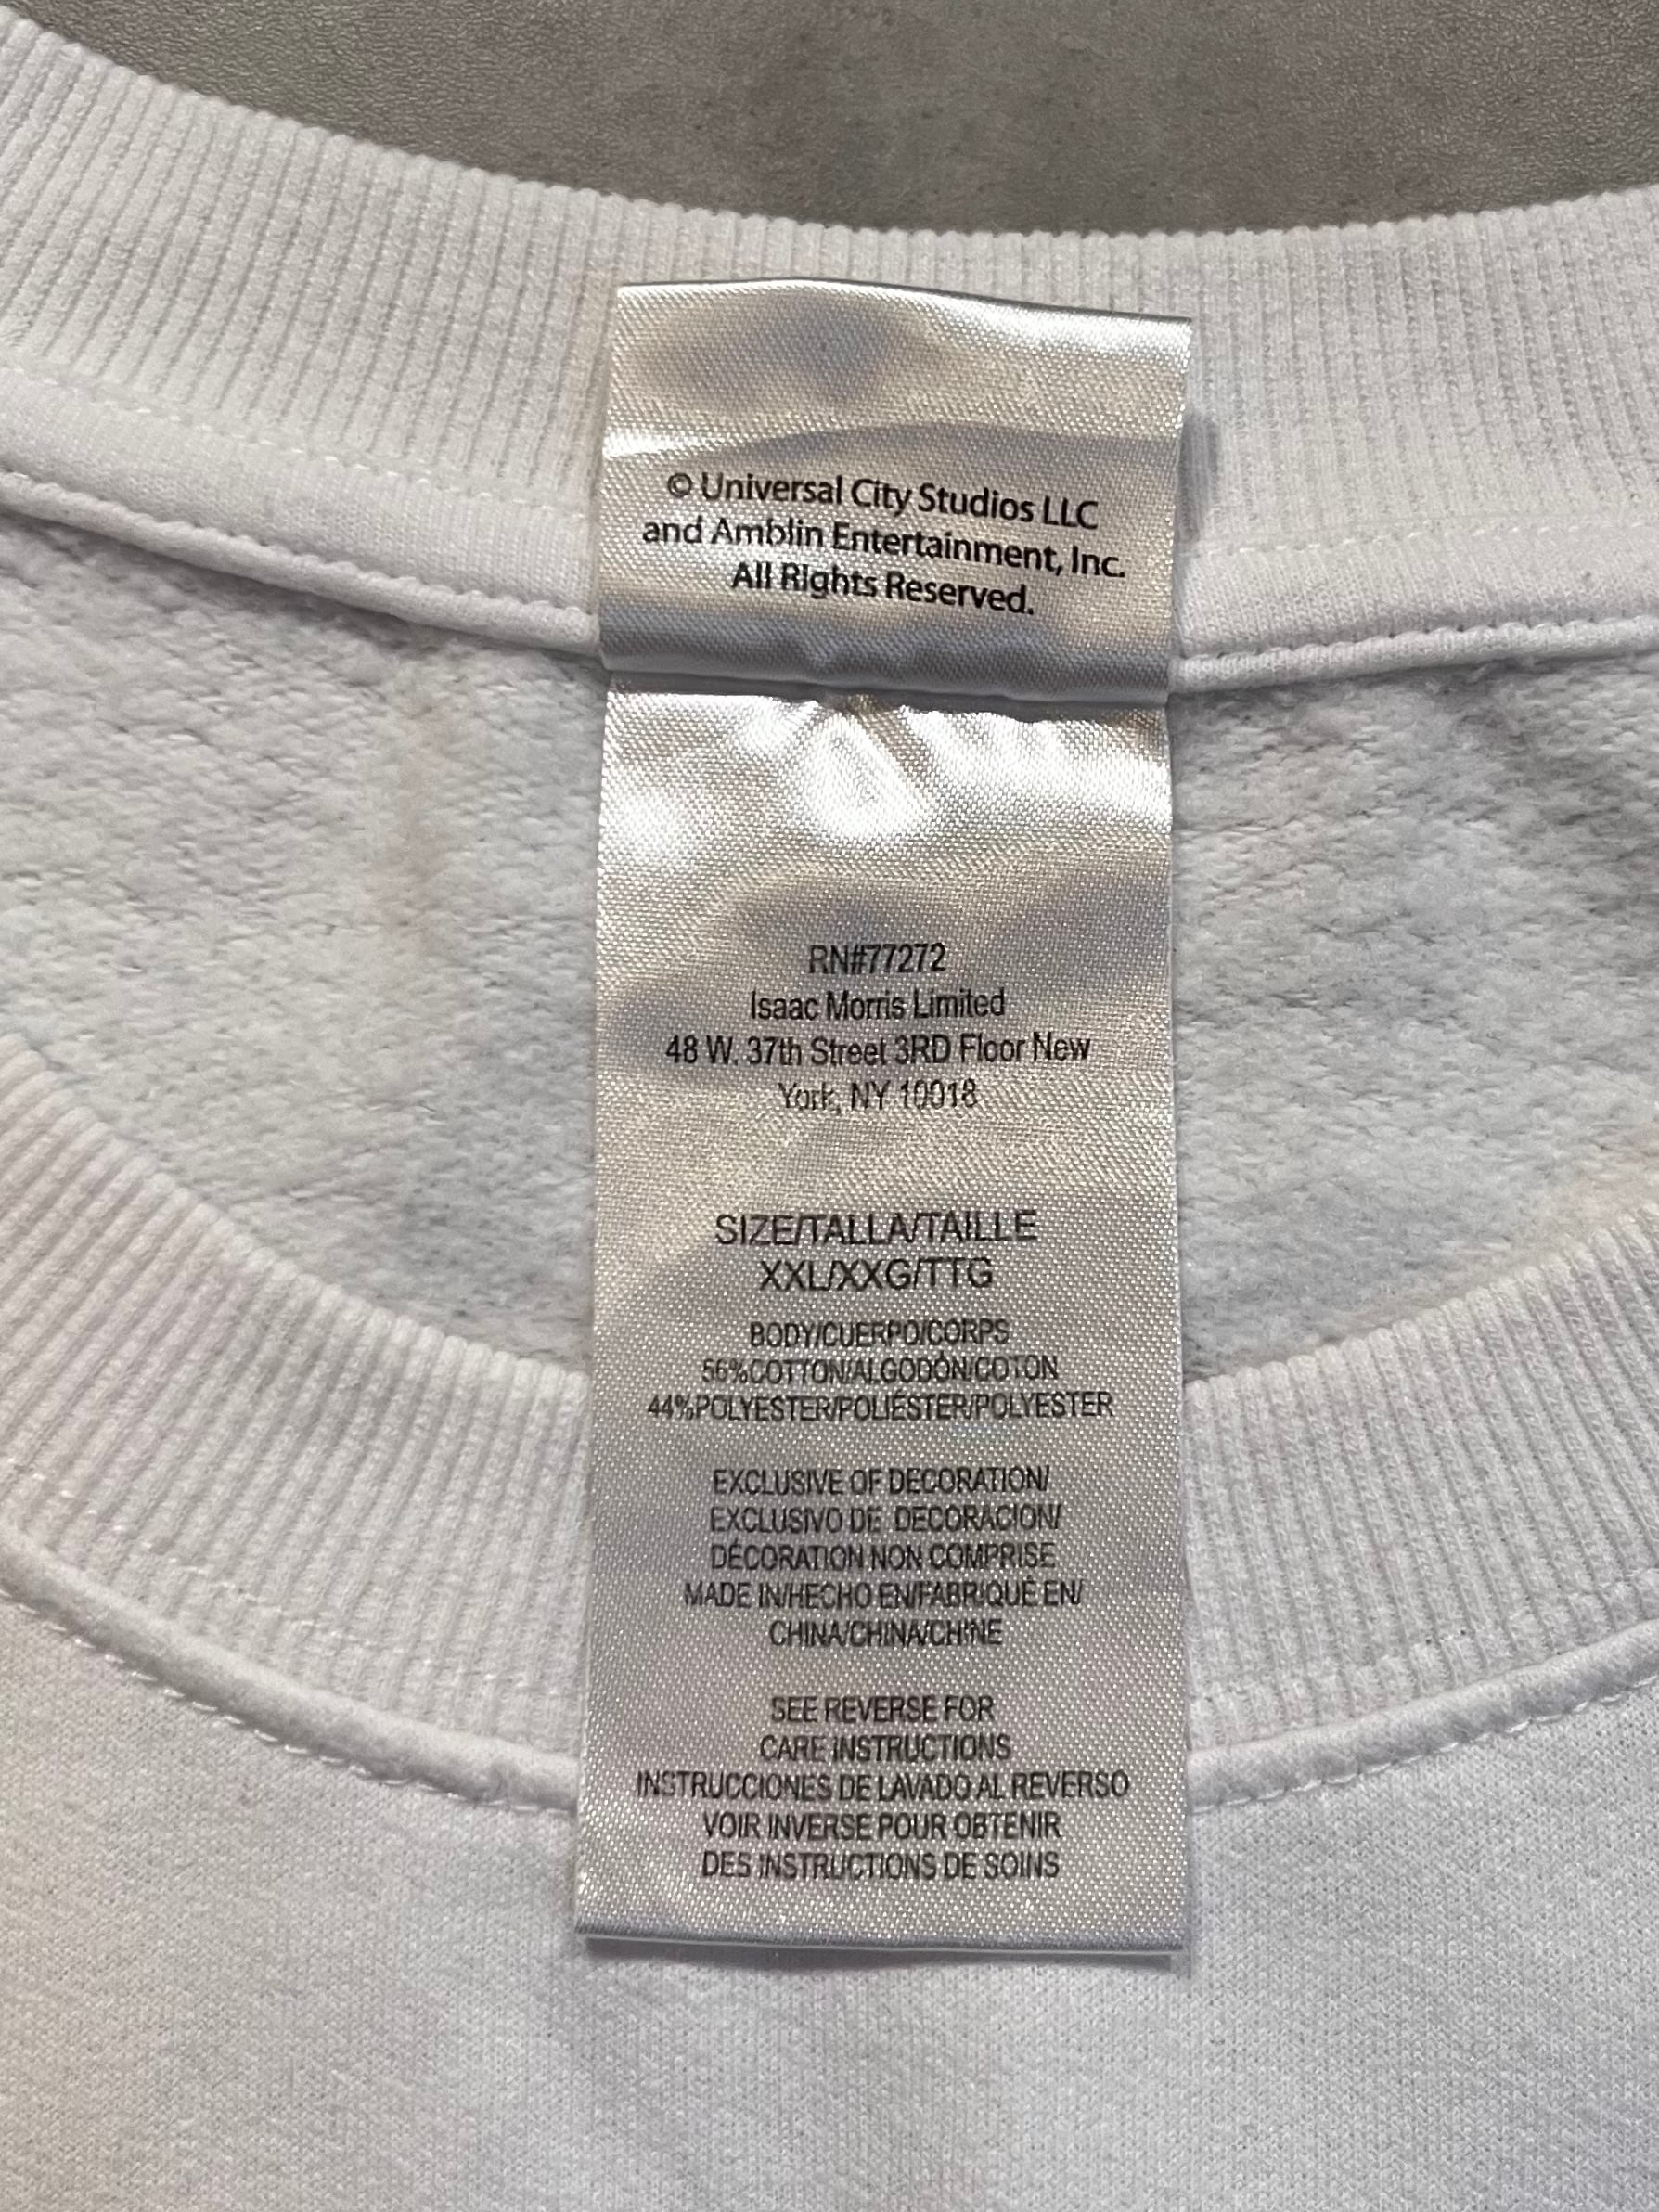 © Universal City Studios LLC
and Amblin Entertainment, Inc.
All Rights Reserved.
RN#77272
Isaac Morris Limited
48 W. 37th Street 3RD Floor New
York, NY 10018
SIZE/TALLA/TAILLE
XXL/XXG/TTG
BODY/CUERPO/CORPS
56%COTTON/ALGODÓN/COTON
44%POLYESTER/POLIÉSTER/POLYESTER
EXCLUSIVE OF DECORATION/
EXCLUSIVO DE DECORACION/
DÉCORATION NON COMPRISE
MADE IN/HECHO EN/FABRIQUÉ EN/
CHINA/CHINA/CHINE
SEE REVERSE FOR
CARE INSTRUCTIONS
INSTRUCCIONES DE LAVADO AL REVERSO
VOIR INVERSE POUR OBTENIR
DES INSTRUCTIONS DE SOINS